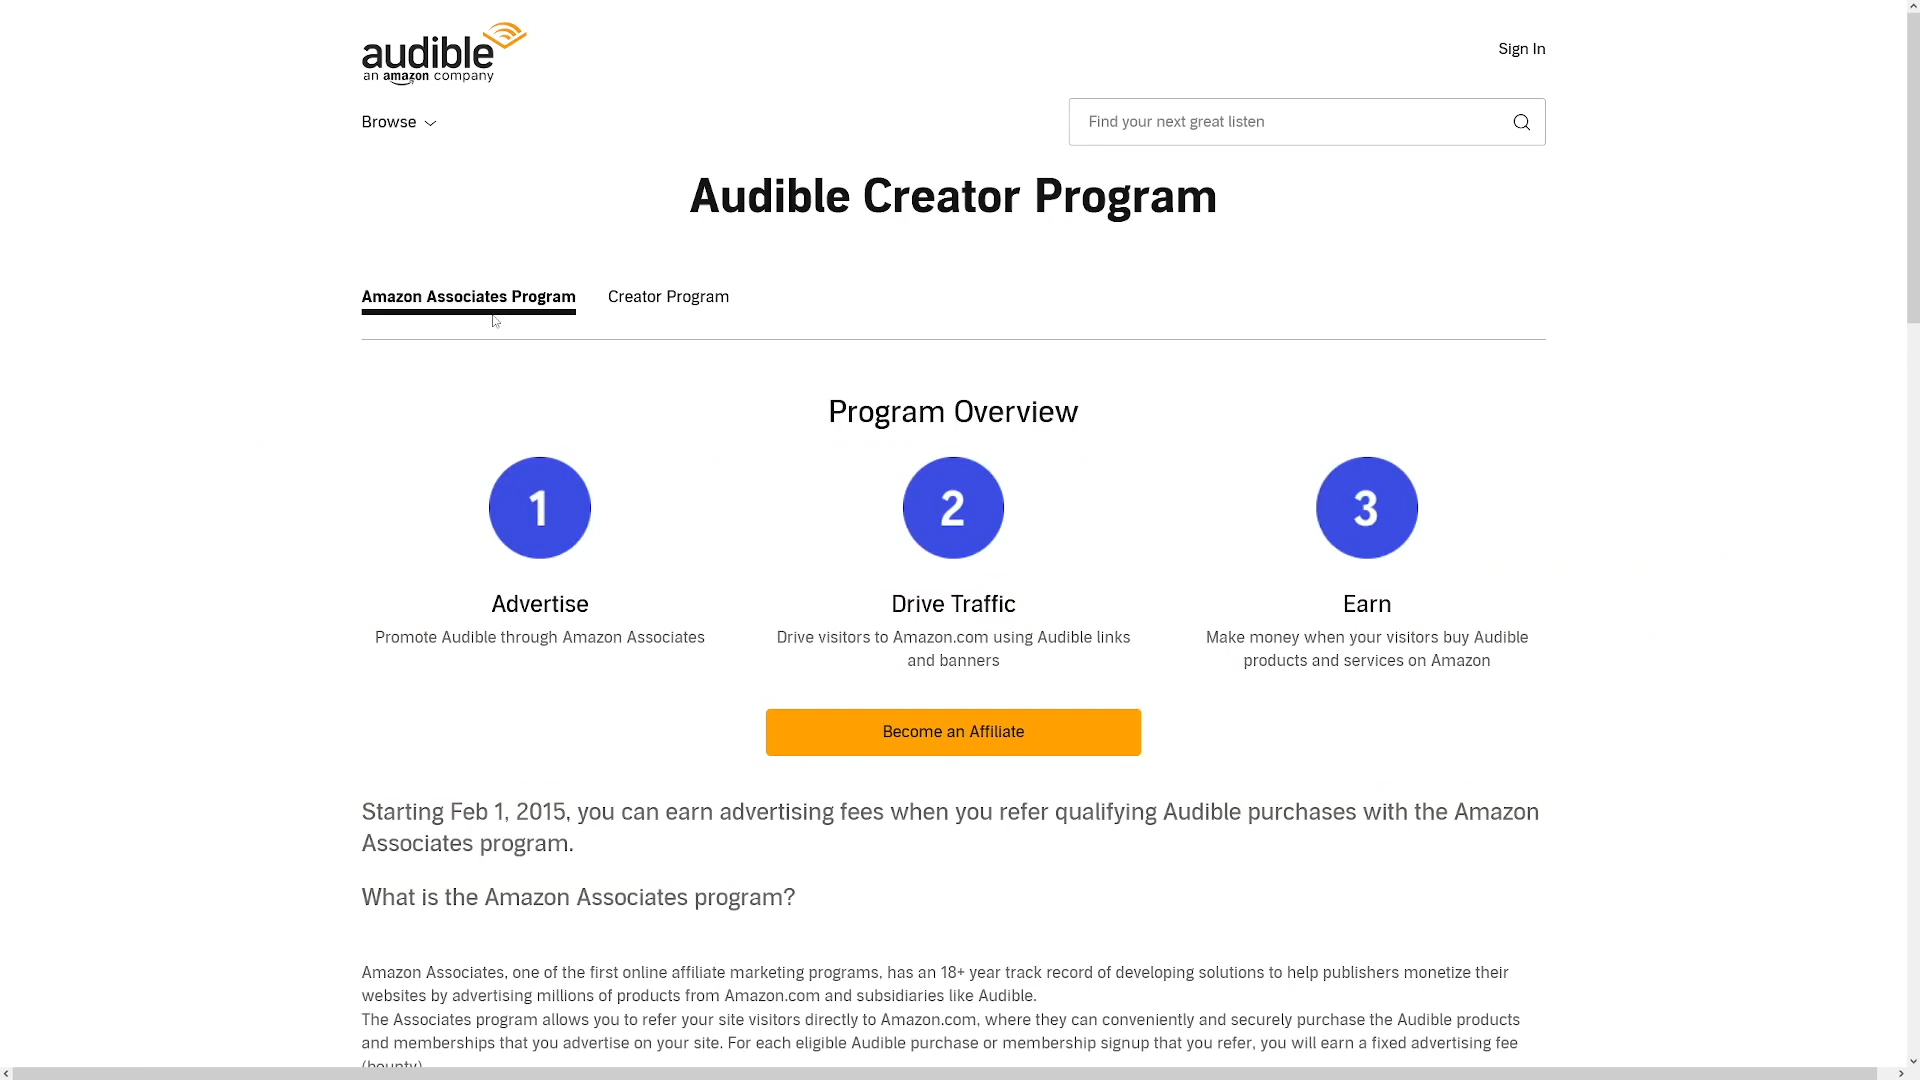 audible
an amazon company
Sign In
Browse
Find your next great listen
Audible Creator Program
Amazon Associates Program
Creator Program
Program Overview
1
2
3
Advertise
Drive Traffic
Earn
Promote Audible through Amazon Associates
Drive visitors to Amazon.com using Audible links
and banners
Make money when your visitors buy Audible
products and services on Amazon
Become an Affiliate
Starting Feb 1, 2015, you can earn advertising fees when you refer qualifying Audible purchases with the Amazon
Associates program.
What is the Amazon Associates program?
Amazon Associates, one of the first online affiliate marketing programs, has an 18+ year track record of developing solutions to help publishers monetize their
websites by advertising millions of products from Amazon.com and subsidiaries like Audible.
The Associates program allows you to refer your site visitors directly to Amazon.com, where they can conveniently and securely purchase the Audible products
and memberships that you advertise on your site. For each eligible Audible purchase or membership signup that you refer, you will earn a fixed advertising fee
(bounty)